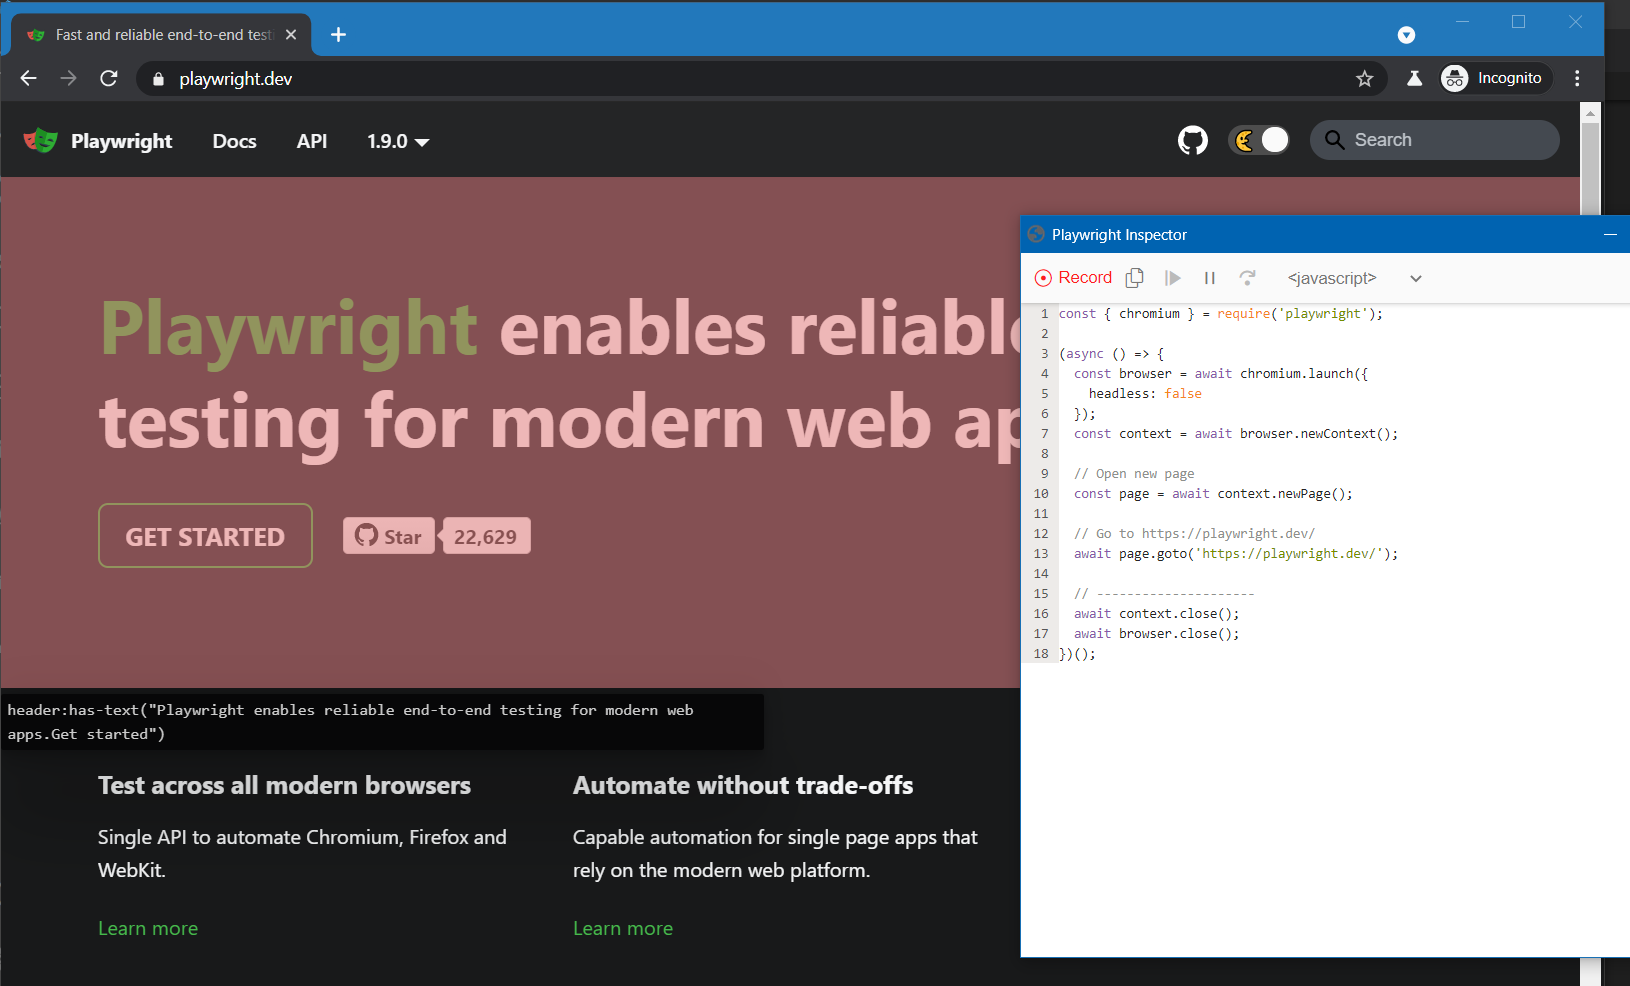 Fast and reliable end-to-end test
playwright.dev
Incognito
Playwright Docs API 1.9.0
Search
Playwright enables reliable
testing for modern web ap
GET STARTED
Star 22,629
header:has-text("Playwright enables reliable end-to-end testing for modern web
apps.Get started")
Test across all modern browsers
Single API to automate Chromium, Firefox and
WebKit.
Learn more
Automate without trade-offs
Capable automation for single page apps that
rely on the modern web platform.
Learn more
Playwright Inspector
Record <javascript>
1 const { chromium } = require('playwright');
2
3 (async () => {
4   const browser = await chromium.launch({
5     headless: false
6   });
7   const context = await browser.newContext();
8
9   // Open new page
10   const page = await context.newPage();
11
12   // Go to https://playwright.dev/
13   await page.goto('https://playwright.dev/');
14
15   // ---------------------
16   await context.close();
17   await browser.close();
18 })();